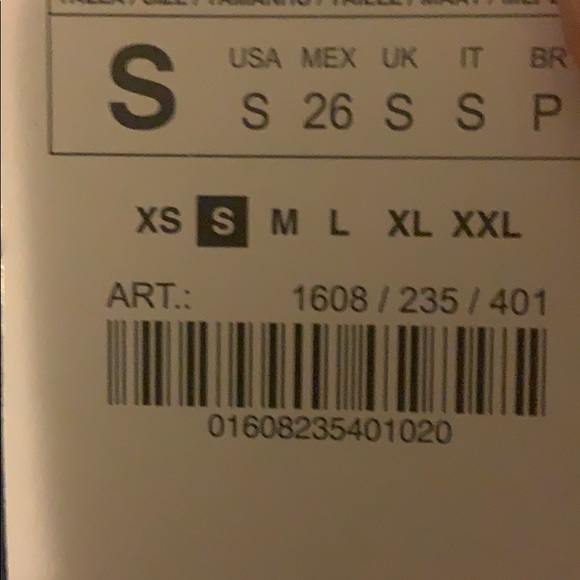 S
USA MEX UK IT BR
S 26 S S P
XS S M L XL XXL
ART.: 1608 / 235 / 401
01608235401020